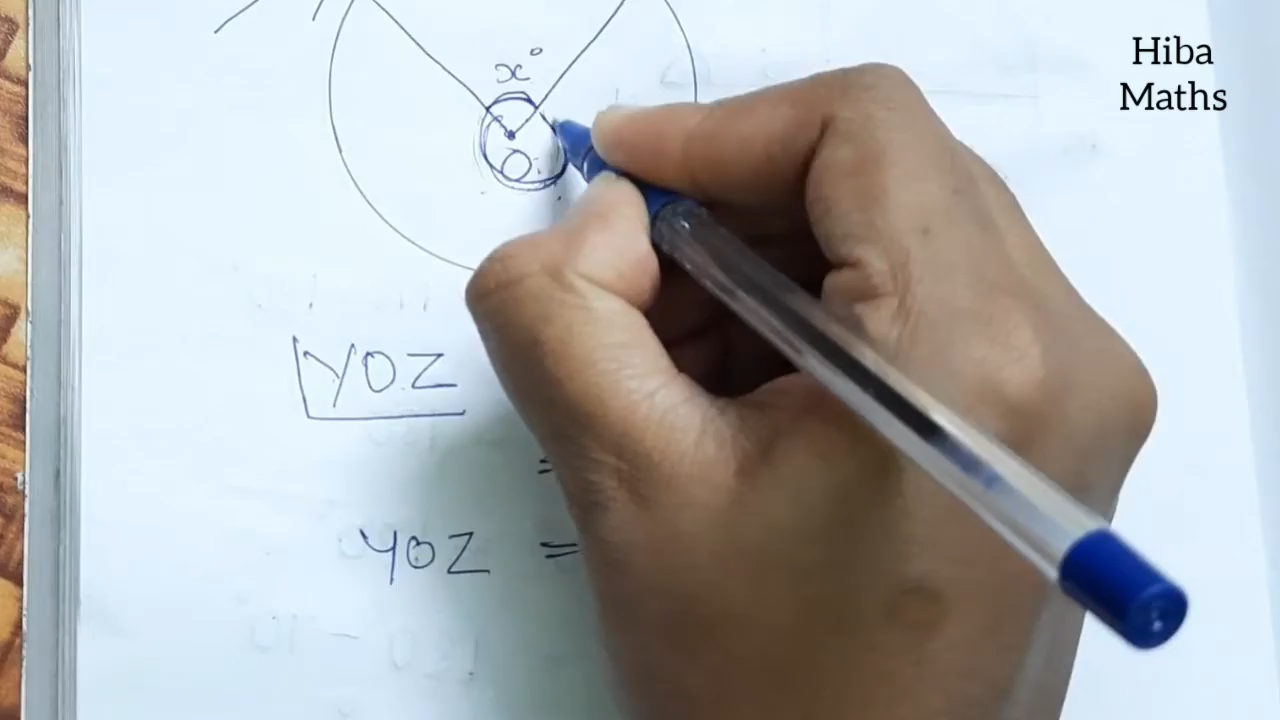 Hiba
Maths
x°
O
YOZ
=
YOZ =